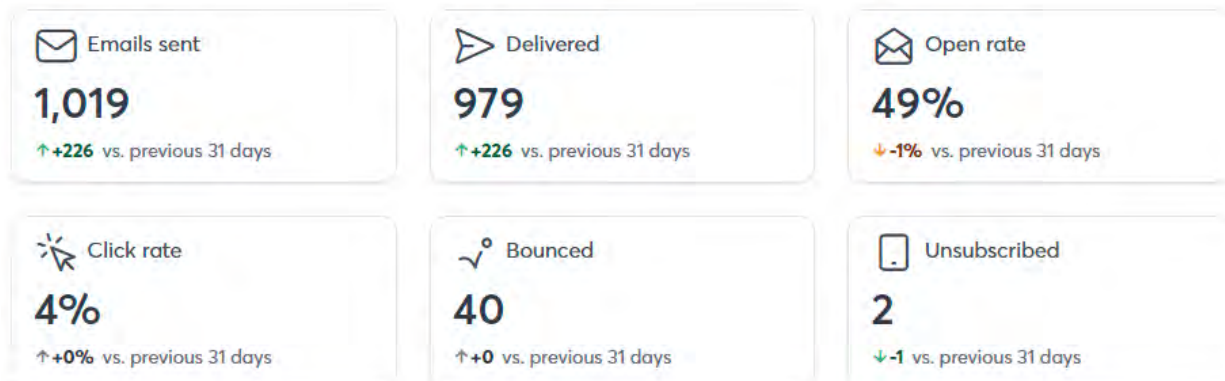 Emails sent
1,019
↑+226 vs. previous 31 days
Delivered
979
↑+226 vs. previous 31 days
Open rate
49%
↓-1% vs. previous 31 days
Click rate
4%
↑+0% vs. previous 31 days
Bounced
40
↑+0 vs. previous 31 days
Unsubscribed
2
↓-1 vs. previous 31 days